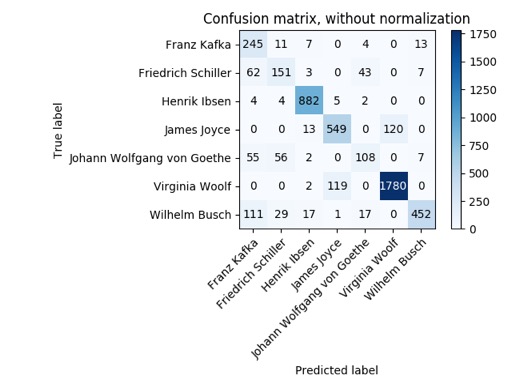 Confusion matrix, without normalization
Franz Kafka 245 11 7 0 4 0 13
Friedrich Schiller 62 151 3 0 43 0 7
Henrik Ibsen 4 4 882 5 2 0 0
James Joyce 0 0 13 549 0 120 0
Johann Wolfgang von Goethe 55 56 2 0 108 0 7
Virginia Woolf 0 0 2 119 0 1780 0
Wilhelm Busch 111 29 17 1 17 0 452
True label
Franz Kafka
Friedrich Schiller
Henrik Ibsen
James Joyce
Johann Wolfgang von Goethe
Virginia Woolf
Wilhelm Busch
Predicted label
1750
1500
1250
1000
750
500
250
0